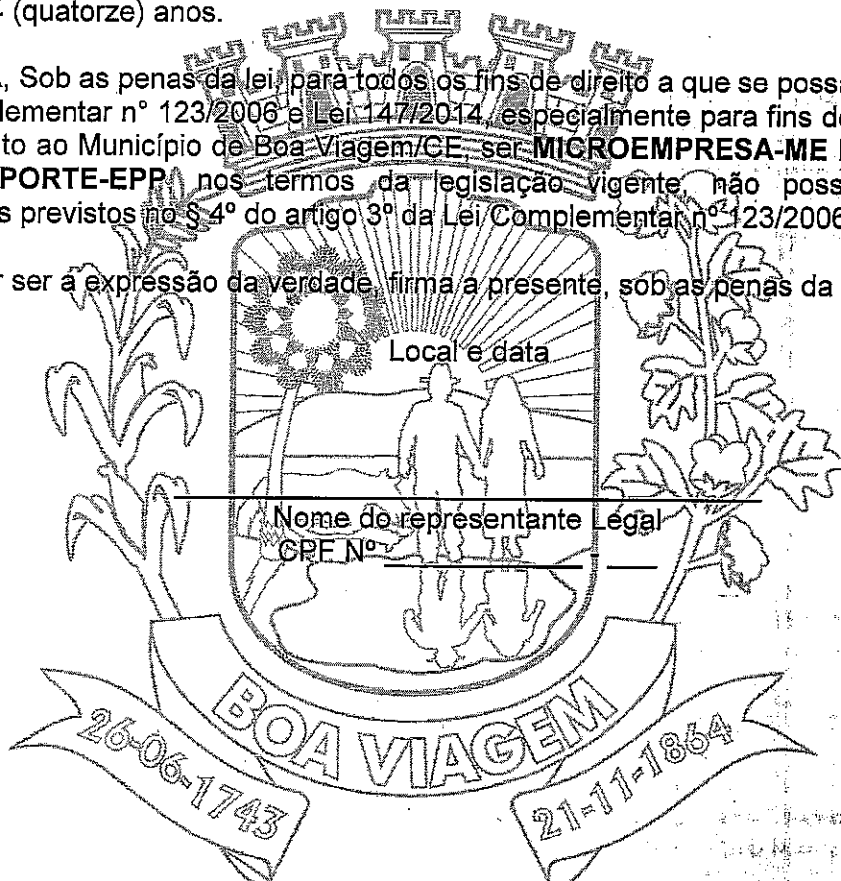 (quatorze) anos.
Sob as penas da lei, para todos os fins de direito a que se possa
lementar n° 123/2006 e Lei 147/2014, especialmente para fins de
to ao Município de Boa Viagem/CE, ser MICROEMPRESA-ME
PORTE-EPP, nos termos da legislação vigente, não poss
s previstos no § 4º do artigo 3º da Lei Complementar nº 123/2006
r ser a expressão da verdade, firma a presente, sob as penas da
Local e data
Nome do representante Legal
CPF Nº
BOA VIAGEM
26-06-1743
21-11-1864